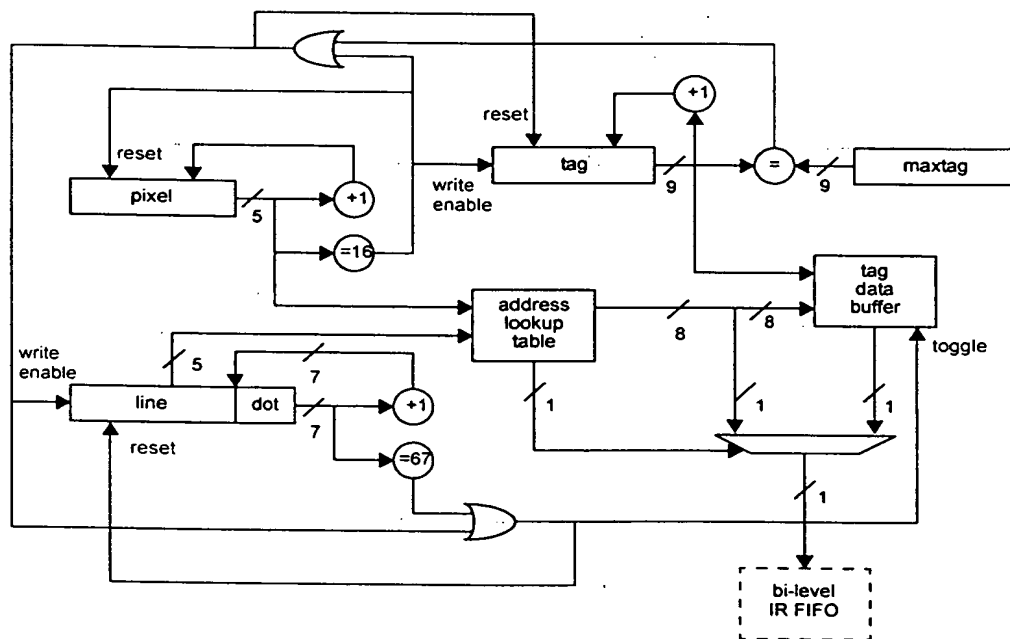 +1
reset
tag
=
maxtag
9
9
write
enable
reset
pixel
5
+1
=16
tag
data
buffer
address
lookup
table
8
8
toggle
write
enable
5
7
line
dot
7
+1
1
1
1
reset
=67
1
bi-level
IR FIFO